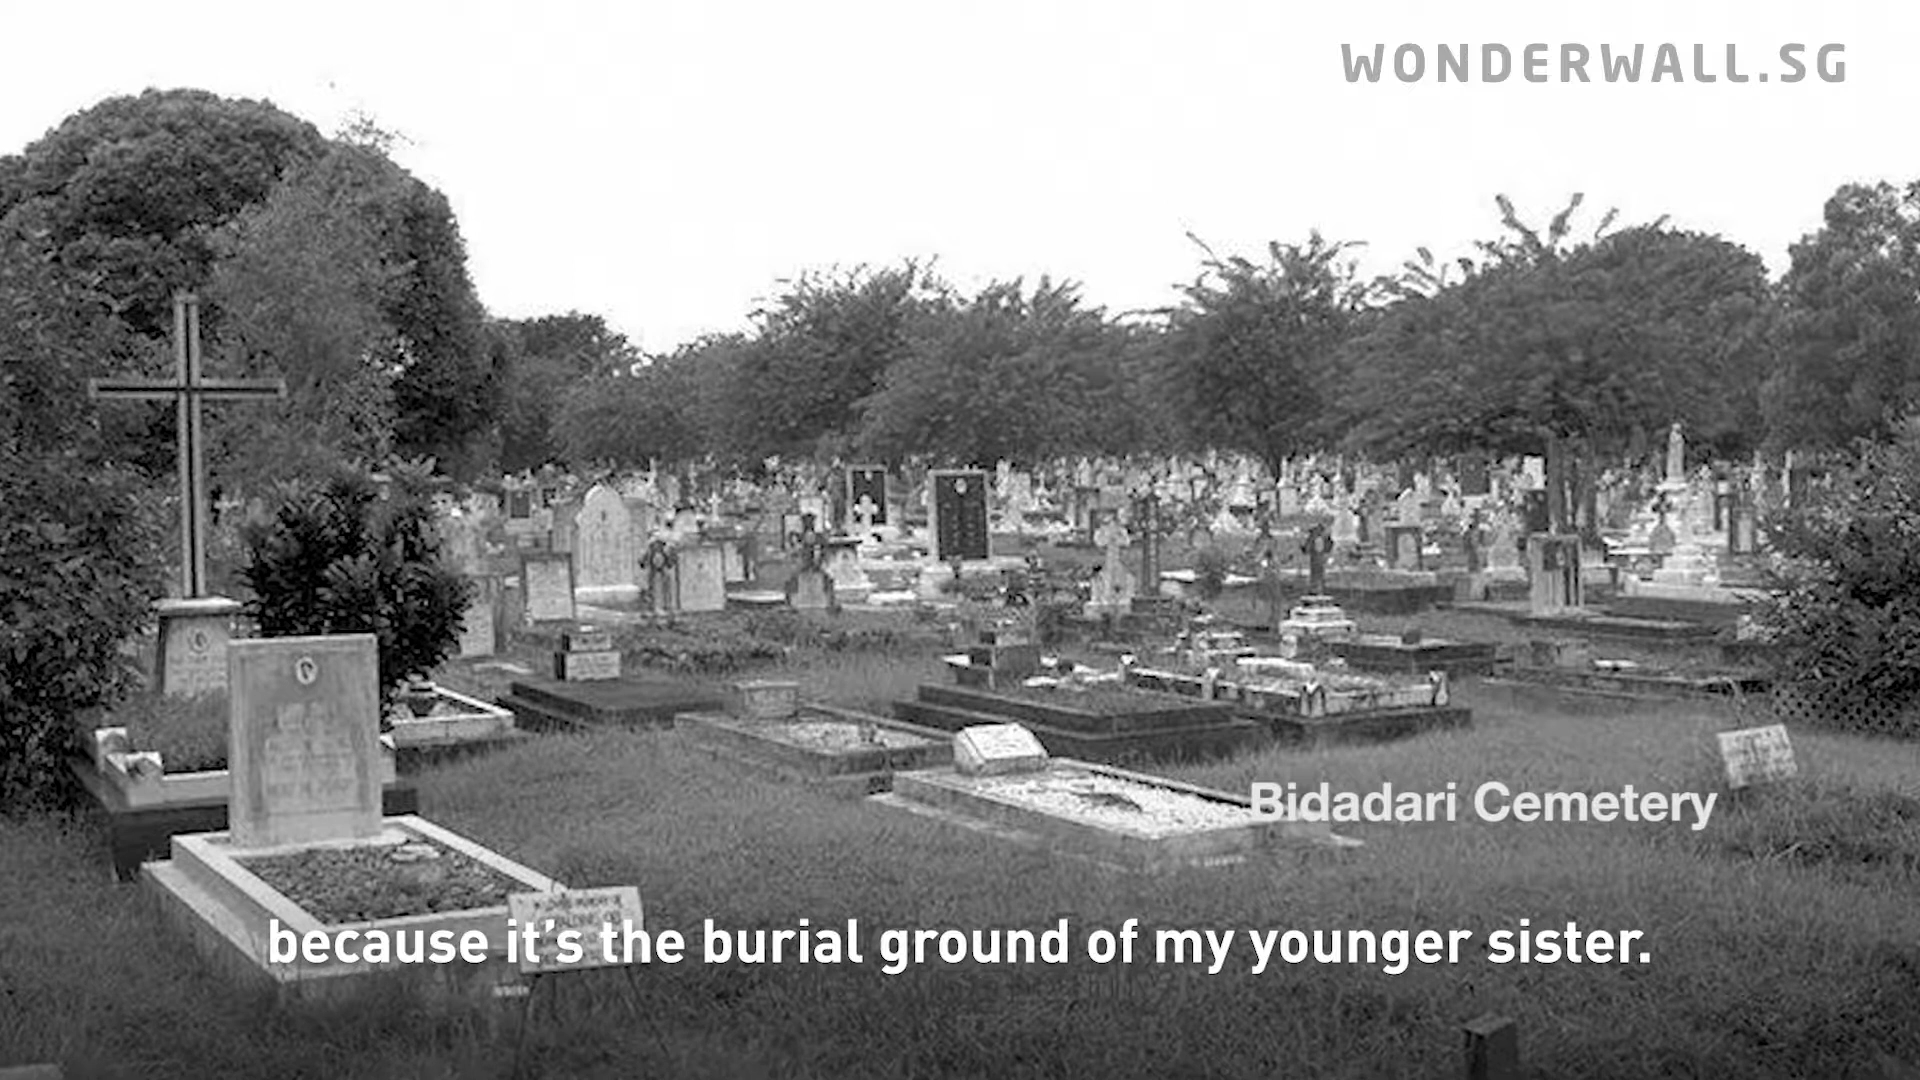 WONDERWALL.SG
Bidadari Cemetery
because it's the burial ground of my younger sister.